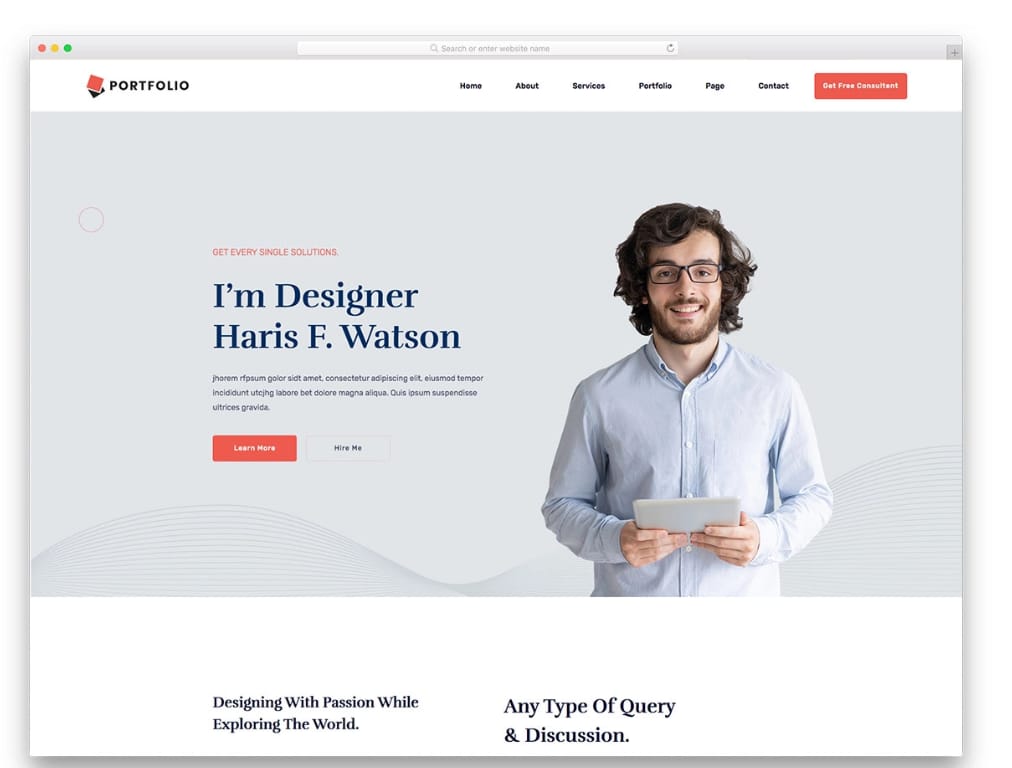 Search or enter website name
PORTFOLIO
Home About Services Portfolio Page Contact Get Free Consultant
GET EVERY SINGLE SOLUTIONS.
I’m Designer
Haris F. Watson
jhorem rfpsum golor sidt amet, consectetur adipiscing elit, eiusmod tempor
incididunt utcjhg labore bet dolore magna aliqua. Quis ipsum suspendisse
ultrices gravida.
Learn More Hire Me
Designing With Passion While
Exploring The World.
Any Type Of Query
& Discussion.